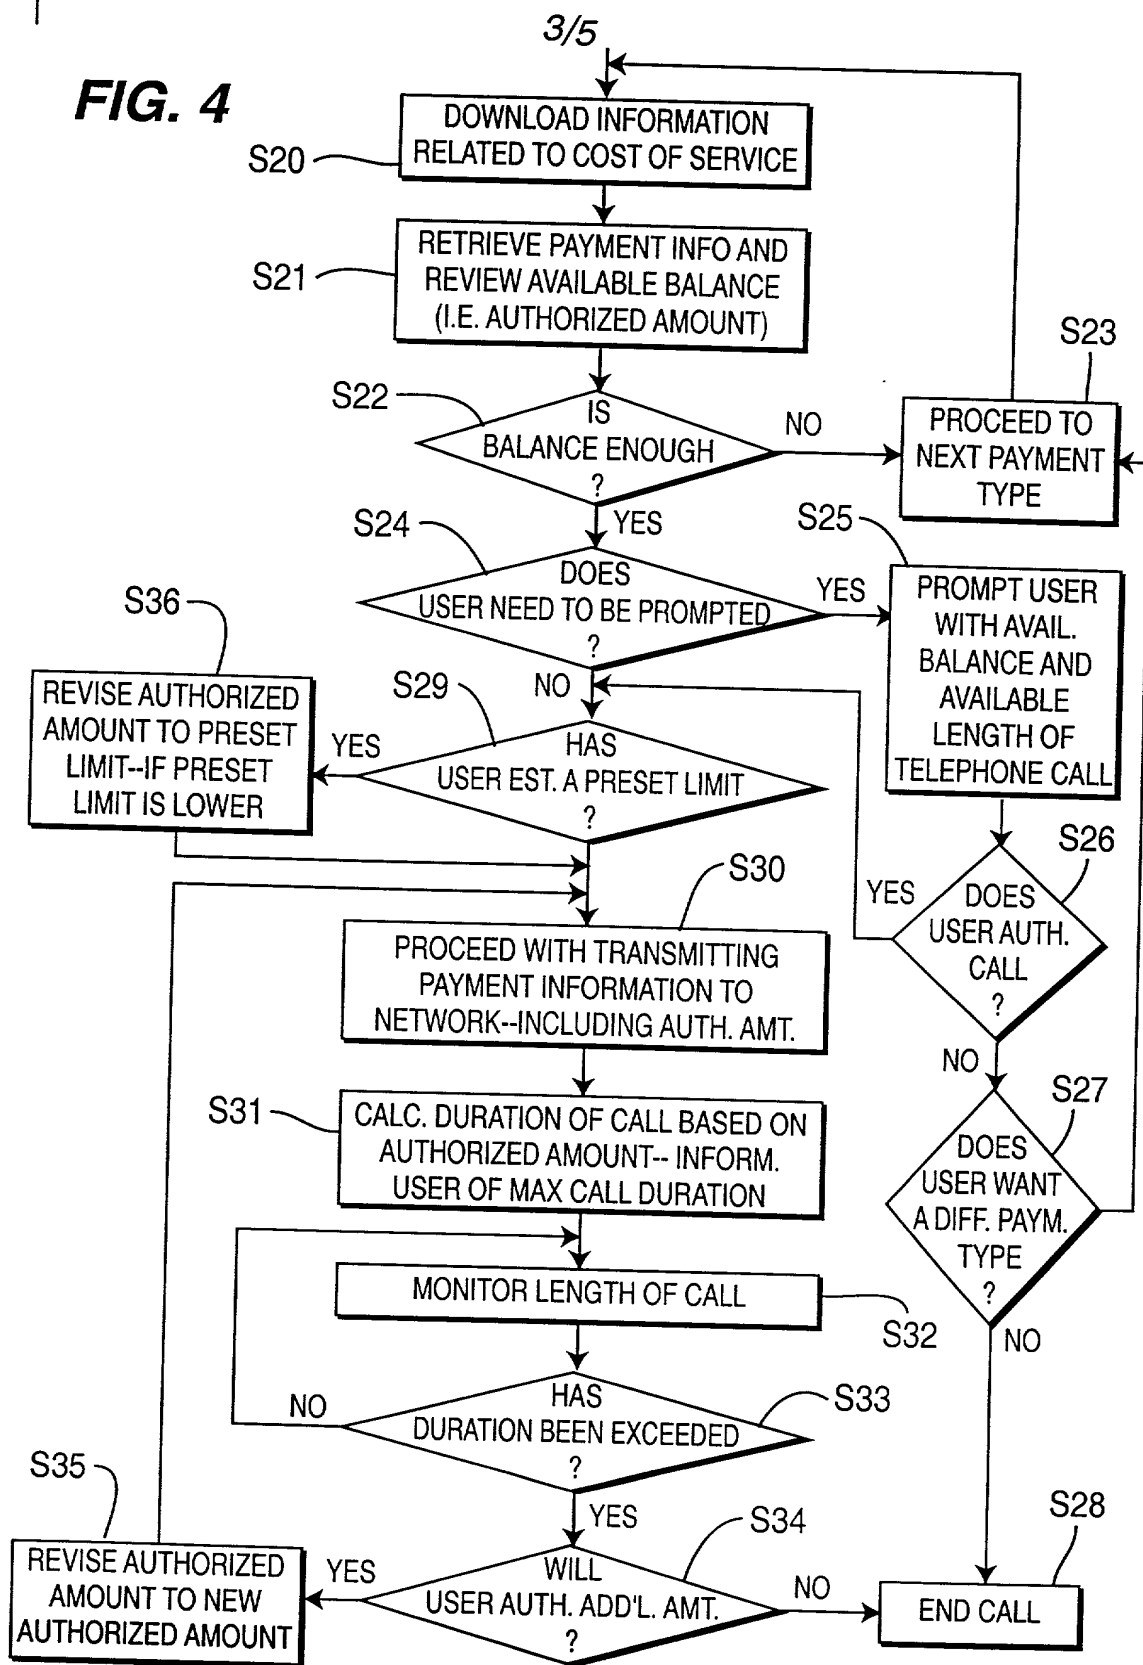 3/5
FIG. 4
DOWNLOAD INFORMATION
RELATED TO COST OF SERVICE
S20
RETRIEVE PAYMENT INFO AND
REVIEW AVAILABLE BALANCE
(I.E. AUTHORIZED AMOUNT)
S21
S22
IS
BALANCE ENOUGH
?
NO
YES
S23
PROCEED TO
NEXT PAYMENT
TYPE
S24
DOES
USER NEED TO BE PROMPTED
?
YES
NO
S25
PROMPT USER
WITH AVAIL.
BALANCE AND
AVAILABLE
LENGTH OF
TELEPHONE CALL
S36
REVISE AUTHORIZED
AMOUNT TO PRESET
LIMIT--IF PRESET
LIMIT IS LOWER
S29
YES
HAS
USER EST. A PRESET LIMIT
?
S26
YES
DOES
USER AUTH.
CALL
?
NO
S30
PROCEED WITH TRANSMITTING
PAYMENT INFORMATION TO
NETWORK--INCLUDING AUTH. AMT.
S27
DOES
USER WANT
A DIFF. PAYM.
TYPE
?
NO
S31
CALC. DURATION OF CALL BASED ON
AUTHORIZED AMOUNT-- INFORM.
USER OF MAX CALL DURATION
MONITOR LENGTH OF CALL
S32
NO
HAS
DURATION BEEN EXCEEDED
?
S33
YES
S35
REVISE AUTHORIZED
AMOUNT TO NEW
AUTHORIZED AMOUNT
YES
WILL
USER AUTH. ADD'L. AMT.
?
S34
NO
S28
END CALL